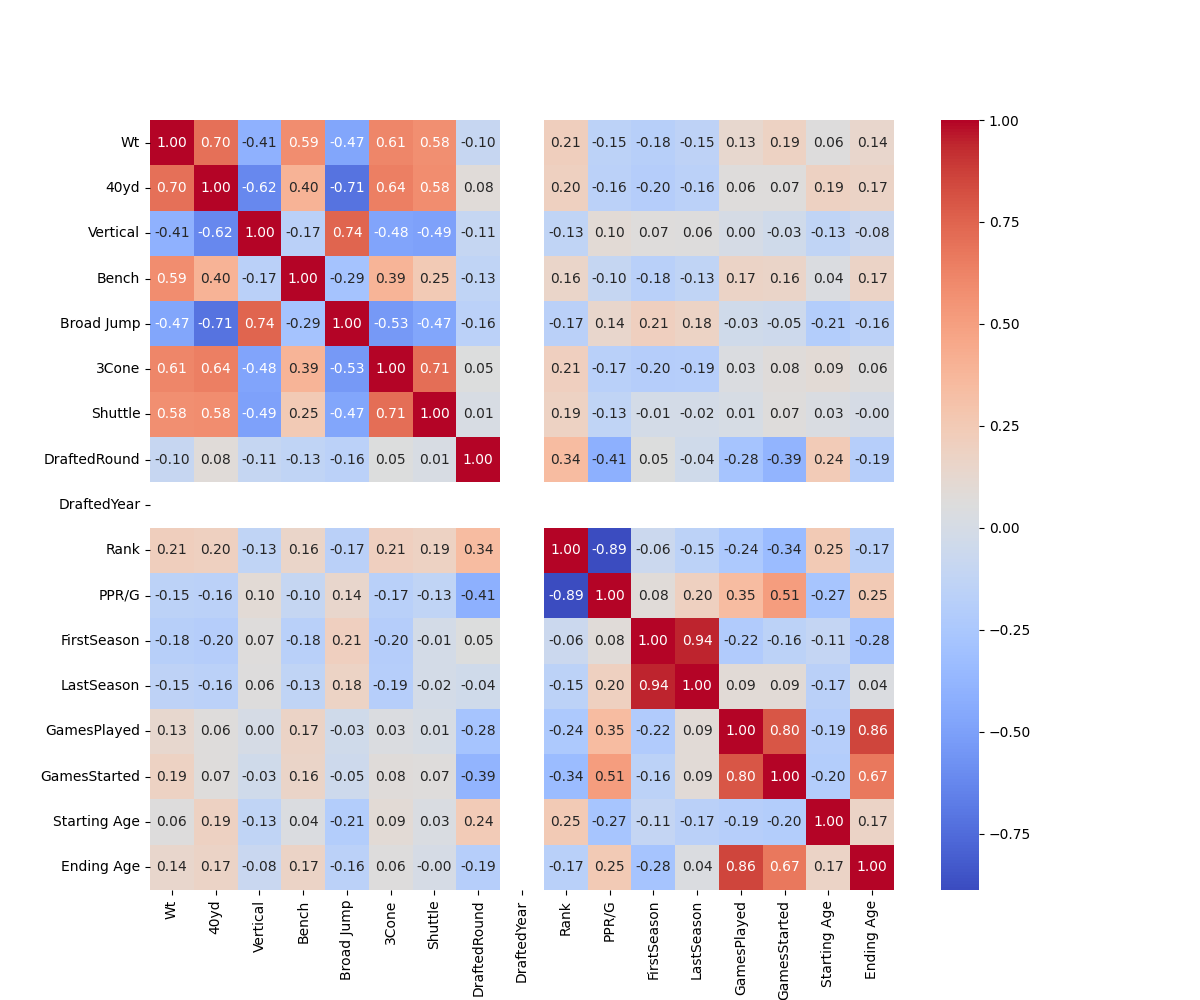 Wt 1.00 0.70 -0.41 0.59 -0.47 0.61 0.58 -0.10 0.21 -0.15 -0.18 -0.15 0.13 0.19 0.06 0.14
40yd 0.70 1.00 -0.62 0.40 -0.71 0.64 0.58 0.08 0.20 -0.16 -0.20 -0.16 0.06 0.07 0.19 0.17
Vertical -0.41 -0.62 1.00 -0.17 0.74 -0.48 -0.49 -0.11 -0.13 0.10 0.07 0.06 0.00 -0.03 -0.13 -0.08
Bench 0.59 0.40 -0.17 1.00 -0.29 0.39 0.25 -0.13 0.16 -0.10 -0.18 -0.13 0.17 0.16 0.04 0.17
Broad Jump -0.47 -0.71 0.74 -0.29 1.00 -0.53 -0.47 -0.16 -0.17 0.14 0.21 0.18 -0.03 -0.05 -0.21 -0.16
3Cone 0.61 0.64 -0.48 0.39 -0.53 1.00 0.71 0.05 0.21 -0.17 -0.20 -0.19 0.03 0.08 0.09 0.06
Shuttle 0.58 0.58 -0.49 0.25 -0.47 0.71 1.00 0.01 0.19 -0.13 -0.01 -0.02 0.01 0.07 0.03 -0.00
DraftedRound -0.10 0.08 -0.11 -0.13 -0.16 0.05 0.01 1.00 0.34 -0.41 0.05 -0.04 -0.28 -0.39 0.24 -0.19
DraftedYear
Rank 0.21 0.20 -0.13 0.16 -0.17 0.21 0.19 0.34 1.00 -0.89 -0.06 -0.15 -0.24 -0.34 0.25 -0.17
PPR/G -0.15 -0.16 0.10 -0.10 0.14 -0.17 -0.13 -0.41 -0.89 1.00 0.08 0.20 0.35 0.51 -0.27 0.25
FirstSeason -0.18 -0.20 0.07 -0.18 0.21 -0.20 -0.01 0.05 -0.06 0.08 1.00 0.94 -0.22 -0.16 -0.11 -0.28
LastSeason -0.15 -0.16 0.06 -0.13 0.18 -0.19 -0.02 -0.04 -0.15 0.20 0.94 1.00 0.09 0.09 -0.17 0.04
GamesPlayed 0.13 0.06 0.00 0.17 -0.03 0.03 0.01 -0.28 -0.24 0.35 -0.22 0.09 1.00 0.80 -0.19 0.86
GamesStarted 0.19 0.07 -0.03 0.16 -0.05 0.08 0.07 -0.39 -0.34 0.51 -0.16 0.09 0.80 1.00 -0.20 0.67
Starting Age 0.06 0.19 -0.13 0.04 -0.21 0.09 0.03 0.24 0.25 -0.27 -0.11 -0.17 -0.19 -0.20 1.00 0.17
Ending Age 0.14 0.17 -0.08 0.17 -0.16 0.06 -0.00 -0.19 -0.17 0.25 -0.28 0.04 0.86 0.67 0.17 1.00
Wt 40yd Vertical Bench Broad Jump 3Cone Shuttle DraftedRound DraftedYear Rank PPR/G FirstSeason LastSeason GamesPlayed GamesStarted Starting Age Ending Age
1.00
0.75
0.50
0.25
0.00
−0.25
−0.50
−0.75